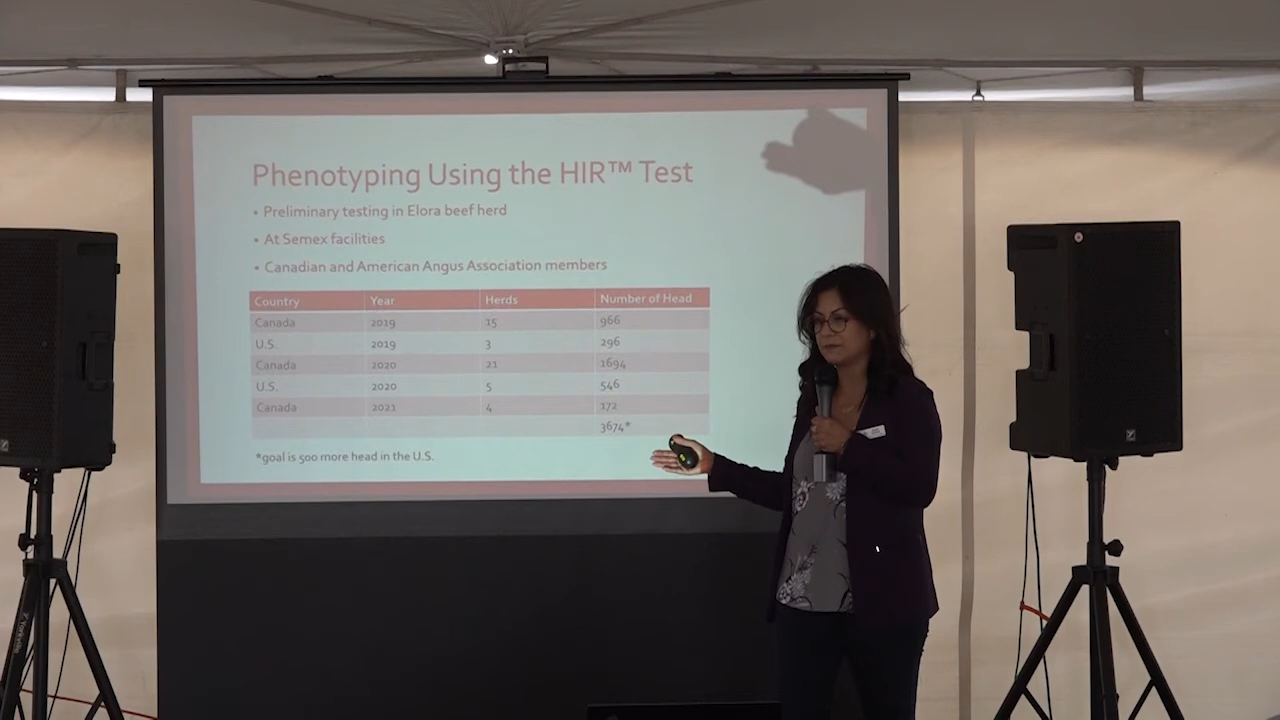 Phenotyping Using the HIR™ Test
• Preliminary testing in Elora beef herd
• At Semex facilities
• Canadian and American Angus Association members
Country Year Herds Number of Head
Canada 2019 15 966
U.S. 2019 3 296
Canada 2020 21 1694
U.S. 2020 5 546
Canada 2021 4 172
3674*
*goal is 500 more head in the U.S.
Yorkville